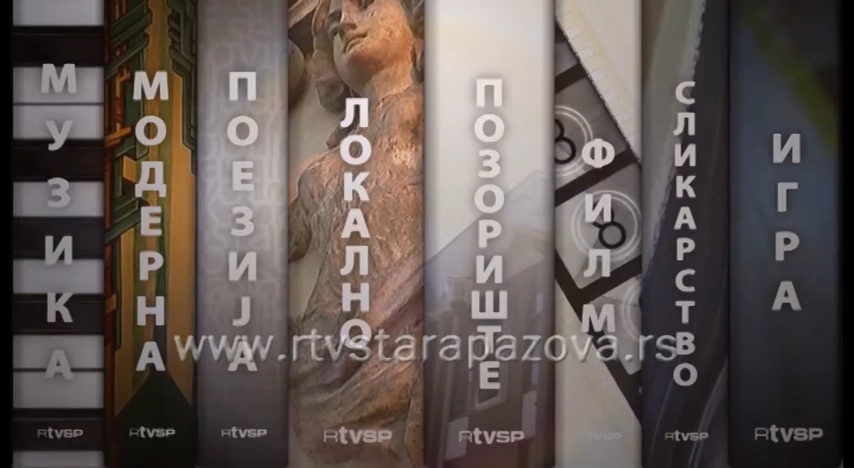 МУЗИКА
МОДЕРНА
ПОЕЗИЈА
ЛОКАЛНО
ПОЗОРИШТЕ
ФИЛМ
СЛИКАРСТВО
ИГРА
www.rtvstarapazova.rs
RTVSP
RTVSP
RTVSP
RTVSP
RTVSP
RTVSP
RTVSP
RTVSP